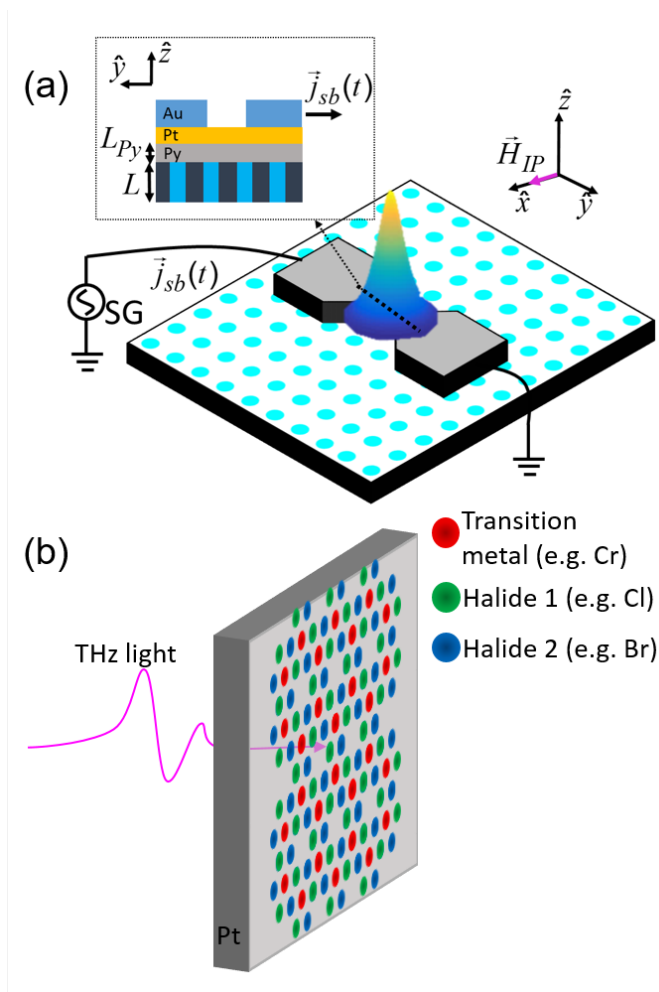 (a)
ŷ
ẑ
j⃗_sb(t)
Au
Pt
L_Py
Py
L
ẑ
H⃗_IP
x̂
ŷ
j⃗_sb(t)
SG
(b)
Transition
metal (e.g. Cr)
Halide 1 (e.g. Cl)
Halide 2 (e.g. Br)
THz light
Pt